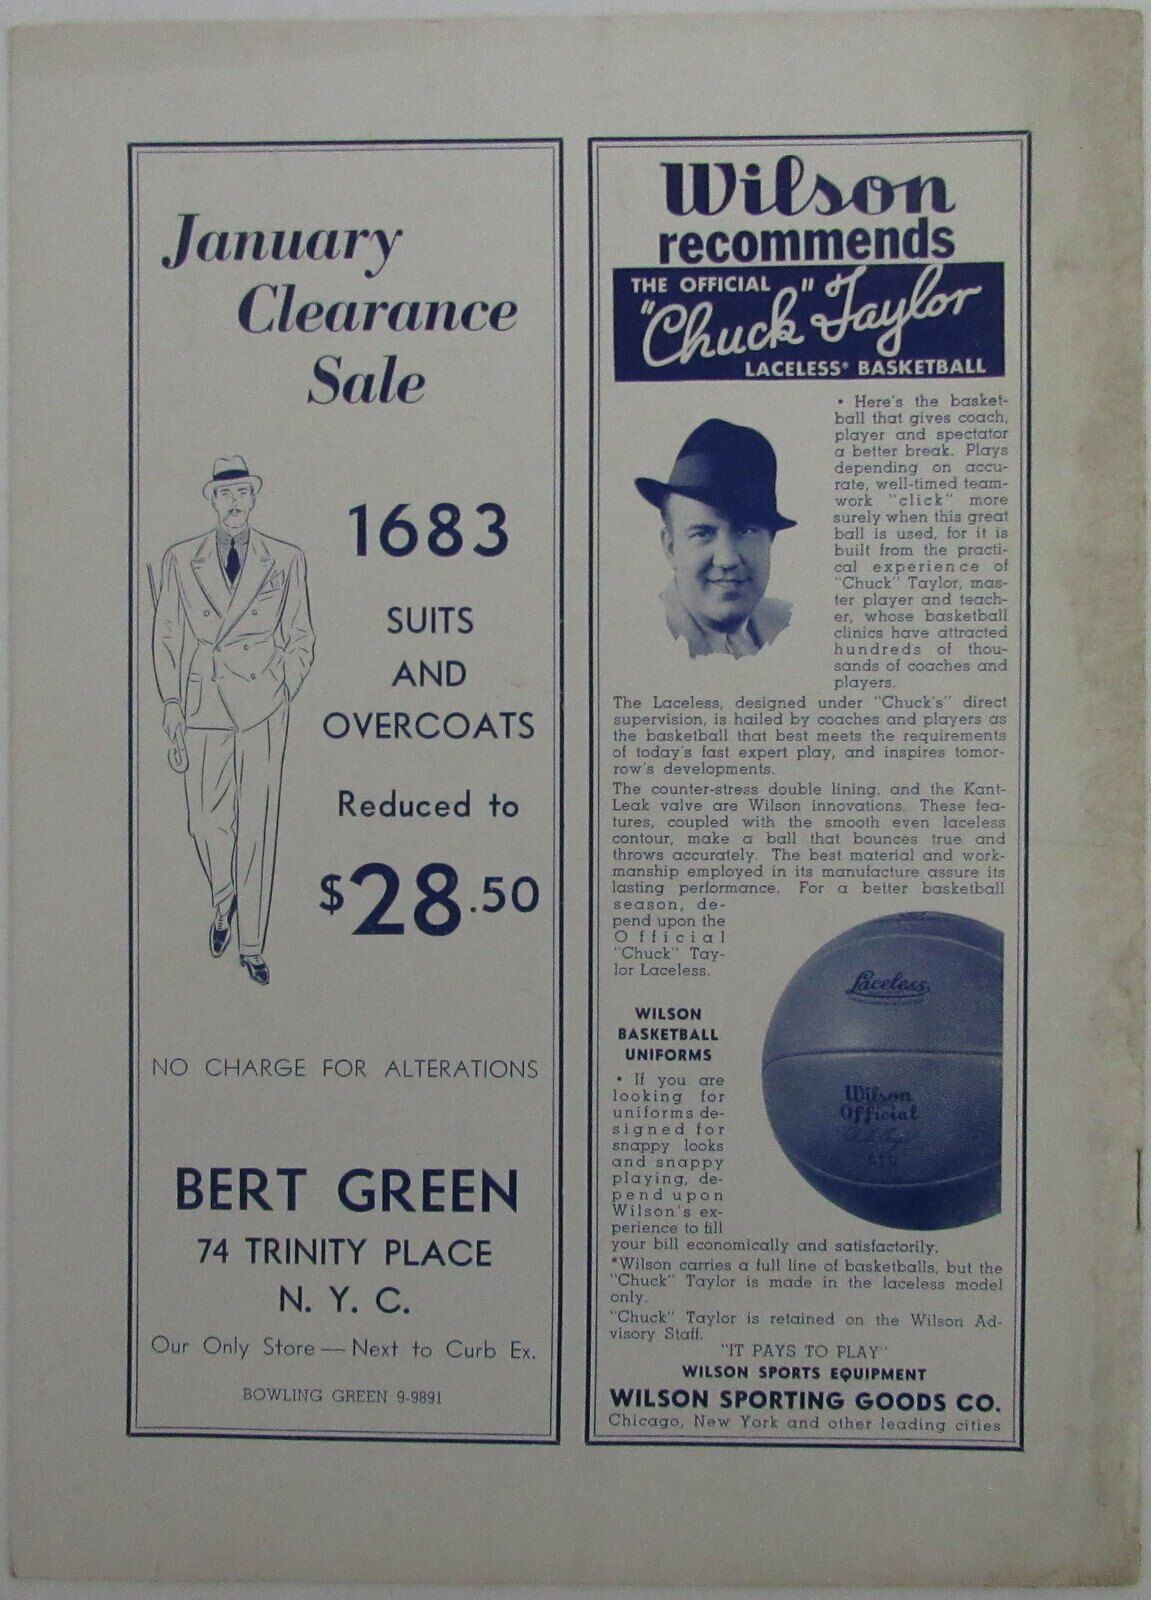 January
Clearance
Sale
1683
SUITS
AND
OVERCOATS
Reduced to
$28.50
NO CHARGE FOR ALTERATIONS
BERT GREEN
74 TRINITY PLACE
N. Y. C.
Our Only Store — Next to Curb Ex.
BOWLING GREEN 9-9891
Wilson
recommends
THE OFFICIAL
"Chuck" Taylor
LACELESS* BASKETBALL
• Here's the basket-
ball that gives coach,
player and spectator
a better break. Plays
depending on accu-
rate, well-timed team-
work "click" more
surely when this great
ball is used, for it is
built from the practi-
cal experience of
"Chuck" Taylor, mas-
ter player and teach-
er, whose basketball
clinics have attracted
hundreds of thou-
sands of coaches and
players.
The Laceless, designed under "Chuck's" direct
supervision, is hailed by coaches and players as
the basketball that best meets the requirements
of today's fast expert play, and inspires tomor-
row's developments.
The counter-stress double lining, and the Kant-
Leak valve are Wilson innovations. These fea-
tures, coupled with the smooth even laceless
contour, make a ball that bounces true and
throws accurately. The best material and work-
manship employed in its manufacture assure its
lasting performance. For a better basketball
season, de-
pend upon the
Official
"Chuck" Tay-
lor Laceless.
Laceless
Wilson
Official
WILSON
BASKETBALL
UNIFORMS
• If you are
looking for
uniforms de-
signed for
snappy looks
and snappy
playing, de-
pend upon
Wilson's ex-
perience to fill
your bill economically and satisfactorily.
*Wilson carries a full line of basketballs, but the
"Chuck" Taylor is made in the laceless model
only.
"Chuck" Taylor is retained on the Wilson Ad-
visory Staff.
"IT PAYS TO PLAY"
WILSON SPORTS EQUIPMENT
WILSON SPORTING GOODS CO.
Chicago, New York and other leading cities